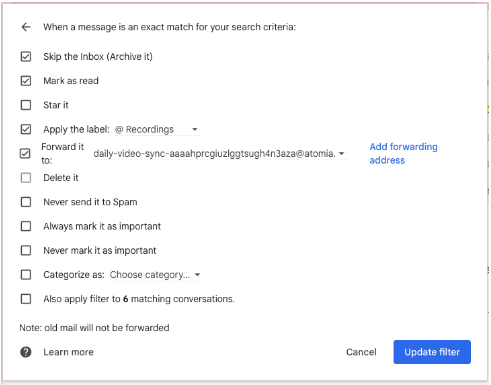 When a message is an exact match for your search criteria:
Skip the Inbox (Archive it)
Mark as read
Star it
Apply the label: @ Recordings
Forward it to: daily-video-sync-aaaahprcgiuzlggtsugh4n3aza@atomia. Add forwarding address
Delete it
Never send it to Spam
Always mark it as important
Never mark it as important
Categorize as: Choose category...
Also apply filter to 6 matching conversations.
Note: old mail will not be forwarded
Learn more Cancel Update filter